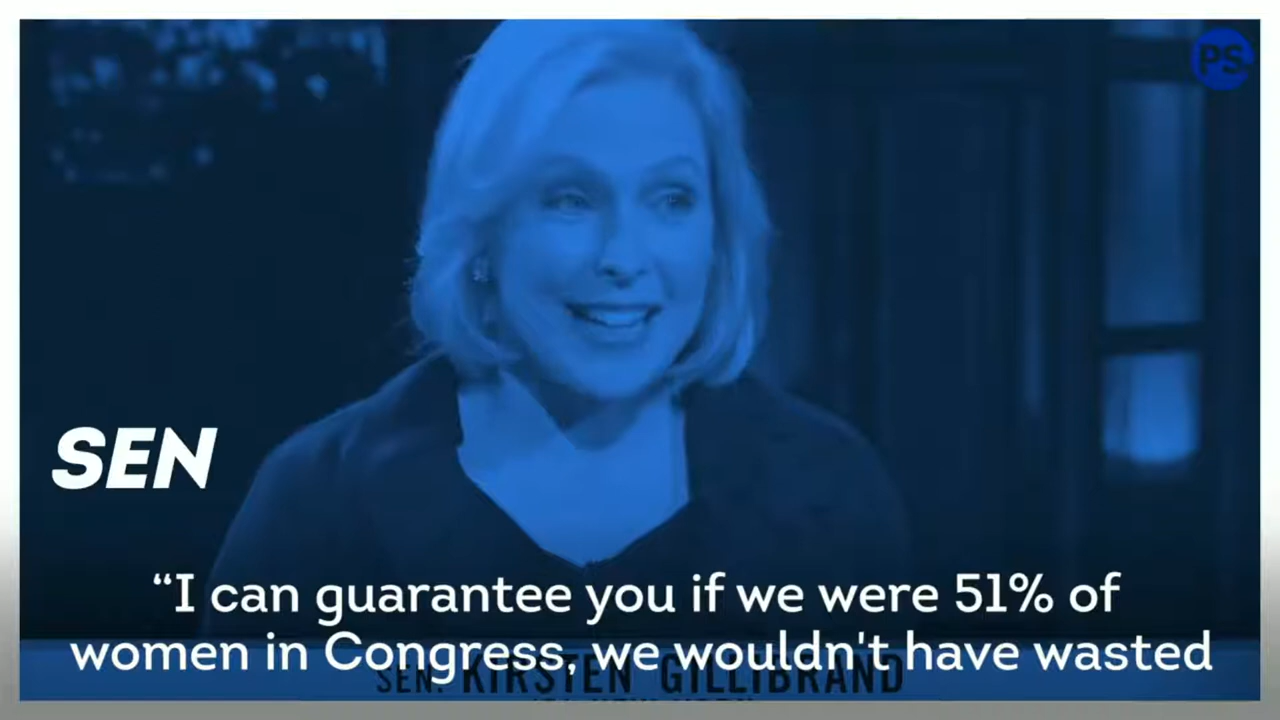 PS
SEN
“I can guarantee you if we were 51% of
women in Congress, we wouldn't have wasted
SEN. KIRSTEN GILLIBRAND